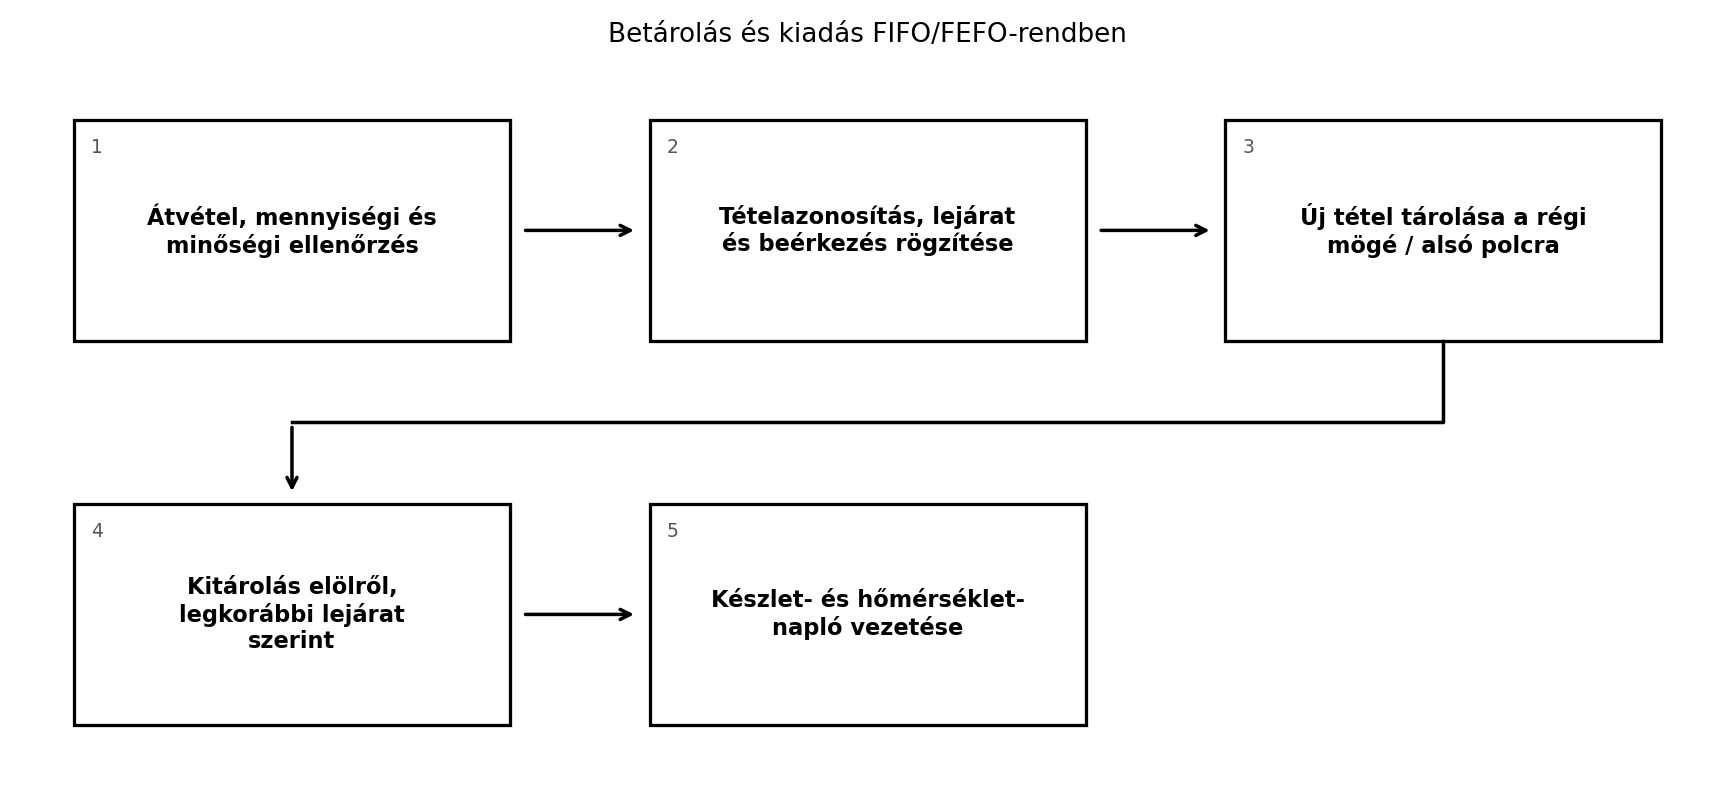 Betárolás és kiadás FIFO/FEFO-rendben
1
Átvétel, mennyiségi és
minőségi ellenőrzés
2
Tételazonosítás, lejárat
és beérkezés rögzítése
3
Új tétel tárolása a régi
mögé / alsó polcra
4
Kitárolás elölről,
legkorábbi lejárat
szerint
5
Készlet- és hőmérséklet-
napló vezetése